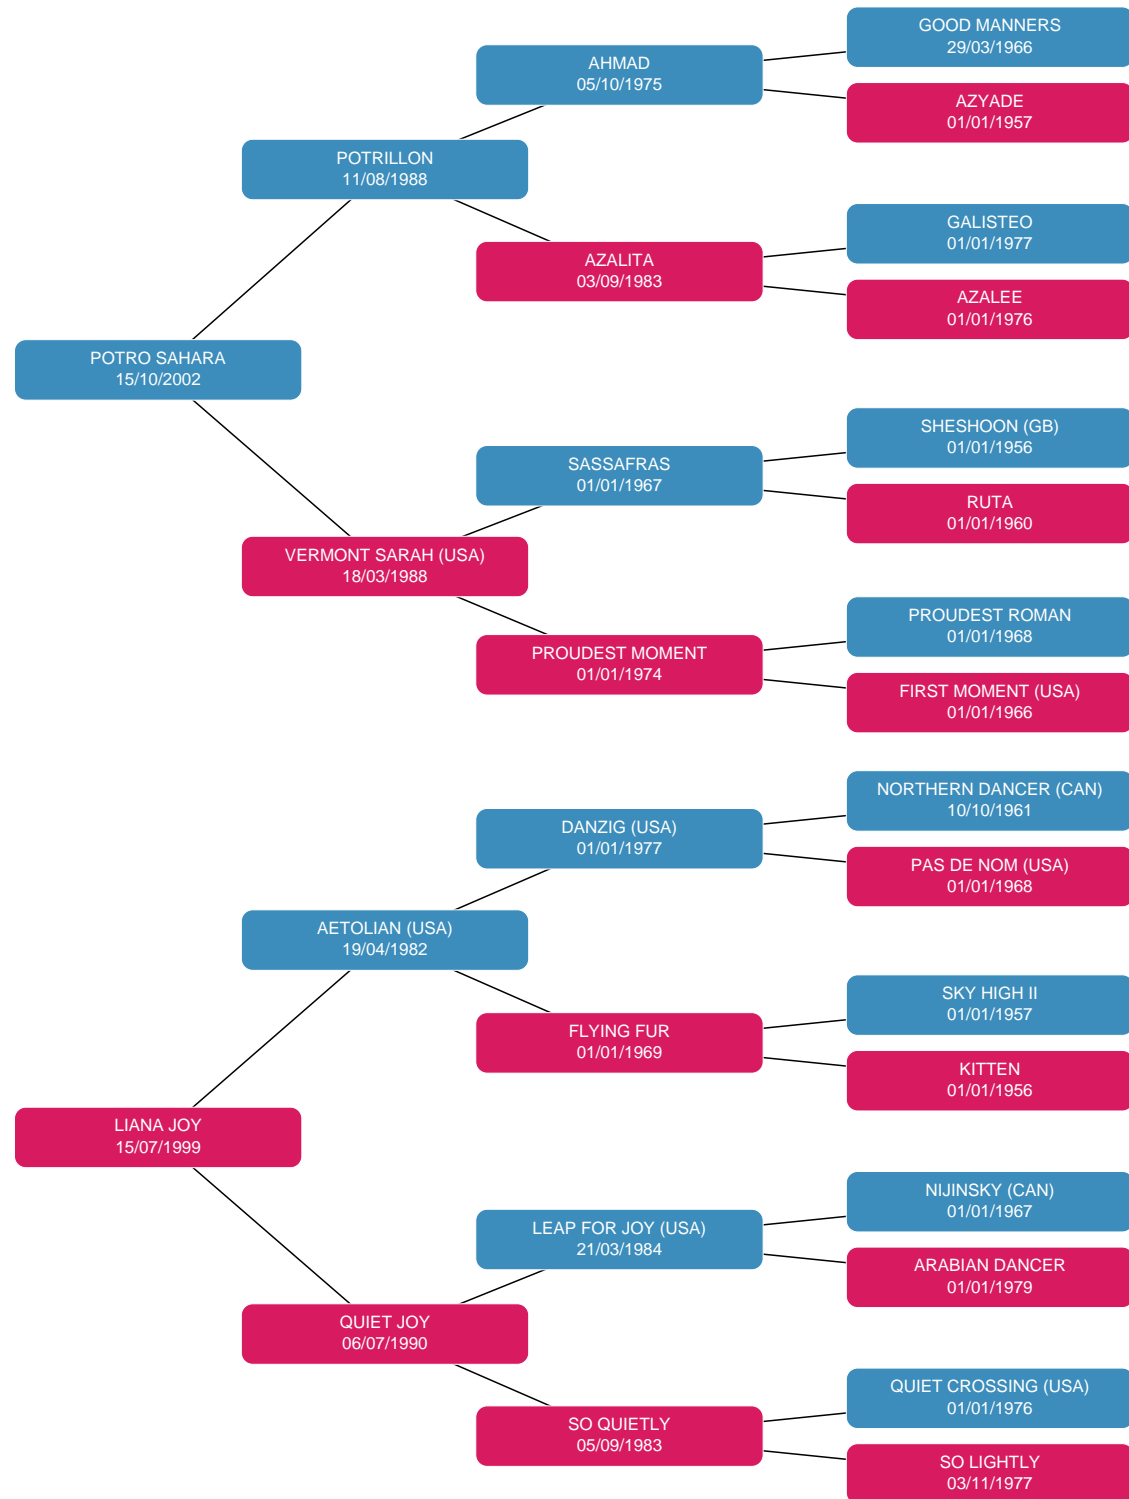 GOOD MANNERS
29/03/1966
AHMAD
05/10/1975
AZYADE
01/01/1957
POTRILLON
11/08/1988
GALISTEO
01/01/1977
AZALITA
03/09/1983
AZALEE
01/01/1976
POTRO SAHARA
15/10/2002
SHESHOON (GB)
01/01/1956
SASSAFRAS
01/01/1967
RUTA
01/01/1960
VERMONT SARAH (USA)
18/03/1988
PROUDEST ROMAN
01/01/1968
PROUDEST MOMENT
01/01/1974
FIRST MOMENT (USA)
01/01/1966
NORTHERN DANCER (CAN)
10/10/1961
DANZIG (USA)
01/01/1977
PAS DE NOM (USA)
01/01/1968
AETOLIAN (USA)
19/04/1982
SKY HIGH II
01/01/1957
FLYING FUR
01/01/1969
KITTEN
01/01/1956
LIANA JOY
15/07/1999
NIJINSKY (CAN)
01/01/1967
LEAP FOR JOY (USA)
21/03/1984
ARABIAN DANCER
01/01/1979
QUIET JOY
06/07/1990
QUIET CROSSING (USA)
01/01/1976
SO QUIETLY
05/09/1983
SO LIGHTLY
03/11/1977